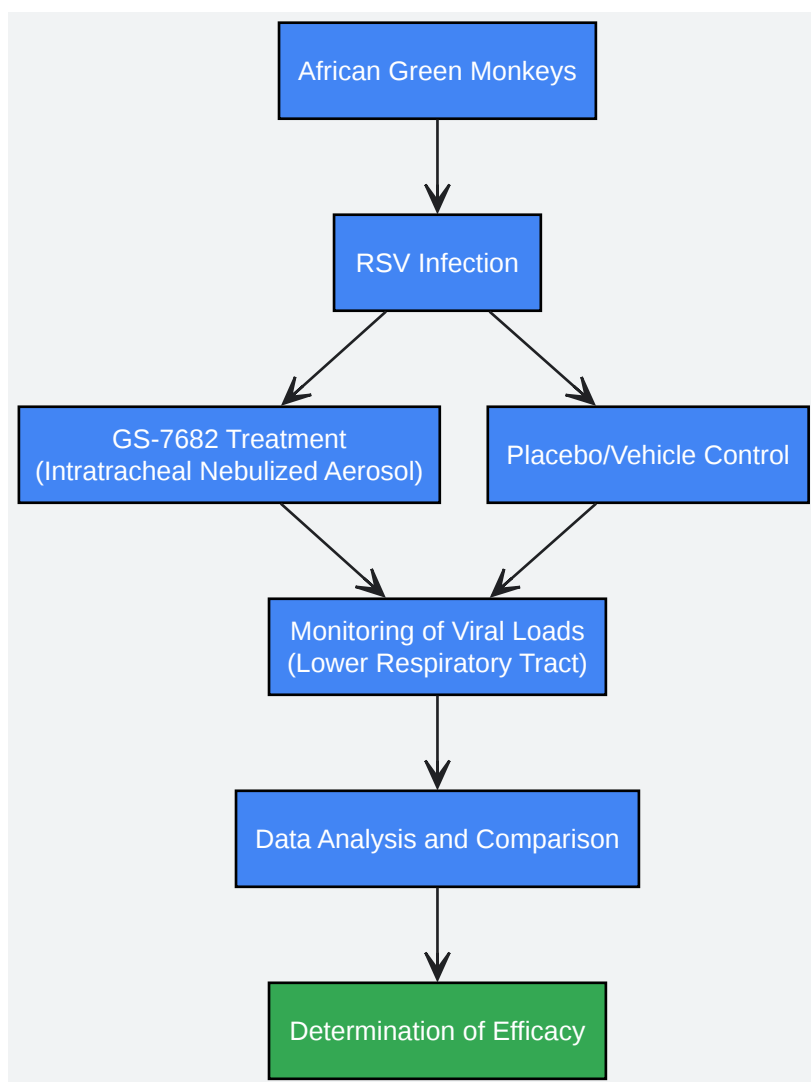 African Green Monkeys
RSV Infection
GS-7682 Treatment
(Intratracheal Nebulized Aerosol)
Placebo/Vehicle Control
Monitoring of Viral Loads
(Lower Respiratory Tract)
Data Analysis and Comparison
Determination of Efficacy